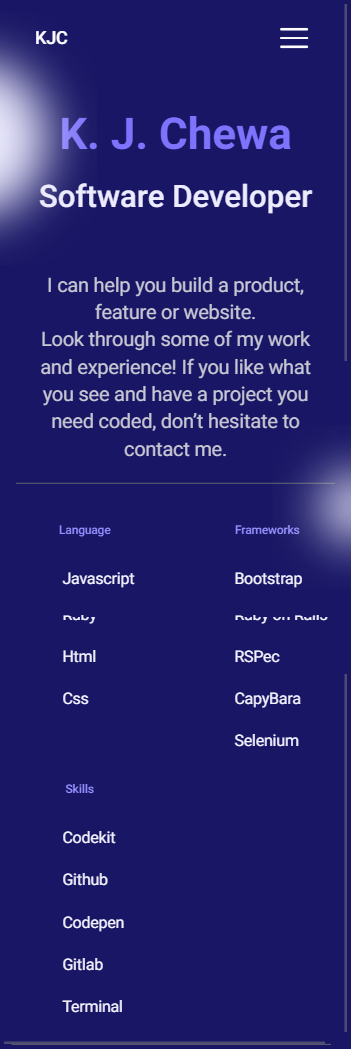 KJC
K. J. Chewa
Software Developer
I can help you build a product,
feature or website.
Look through some of my work
and experience! If you like what
you see and have a project you
need coded, don’t hesitate to
contact me.
Language
Frameworks
Javascript
Bootstrap
Ruby
Ruby on Rails
Html
RSPec
Css
CapyBara
Selenium
Skills
Codekit
Github
Codepen
Gitlab
Terminal